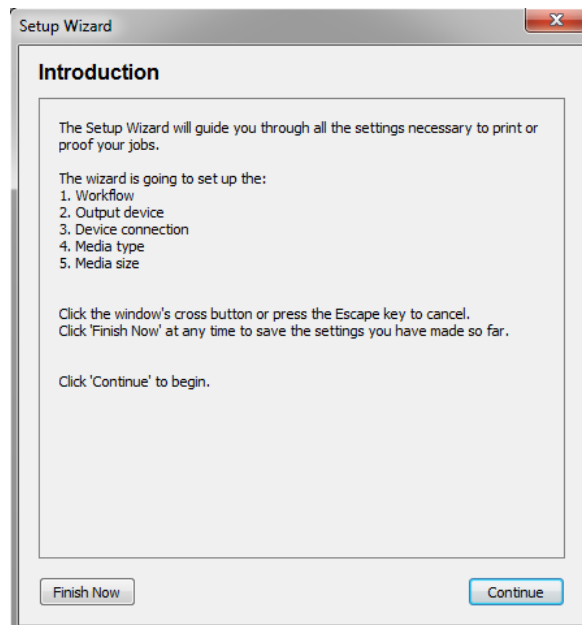 Setup Wizard
Introduction
The Setup Wizard will guide you through all the settings necessary to print or
proof your jobs.
The wizard is going to set up the:
1. Workflow
2. Output device
3. Device connection
4. Media type
5. Media size
Click the window's cross button or press the Escape key to cancel.
Click 'Finish Now' at any time to save the settings you have made so far.
Click 'Continue' to begin.
Finish Now
Continue